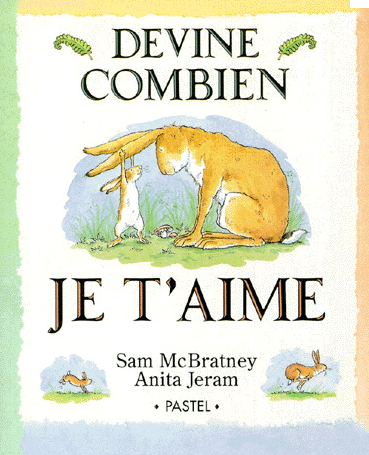 DEVINE
COMBIEN
JE T'AIME
Sam McBratney
Anita Jeram
• PASTEL •